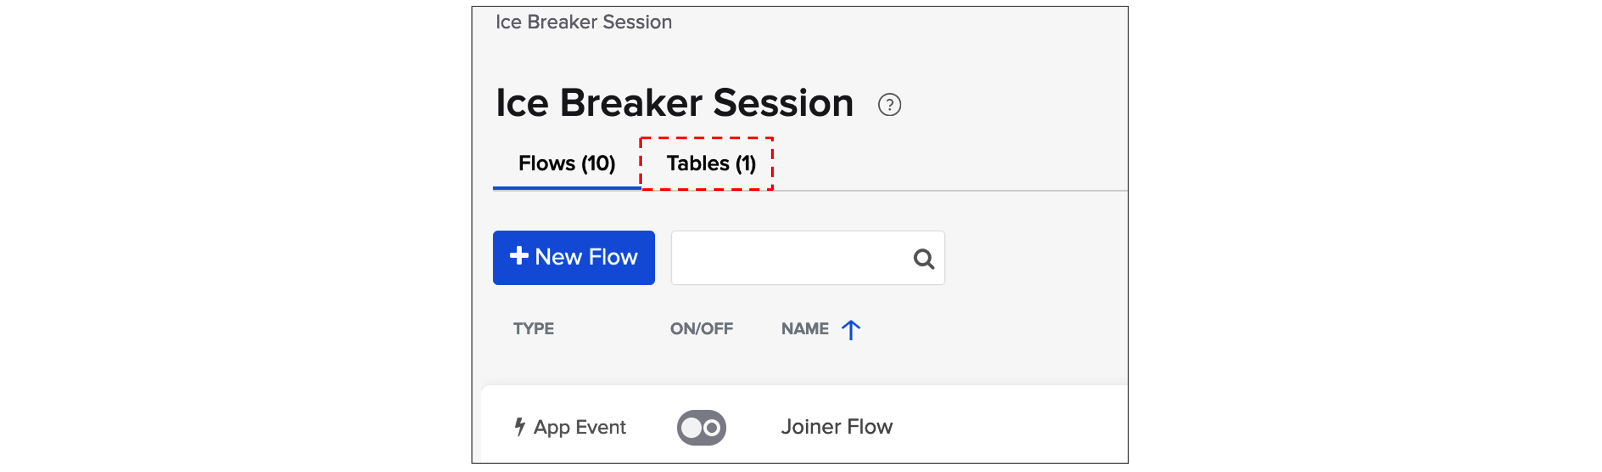 Ice Breaker Session
Ice Breaker Session ?
Flows (10) Tables (1)
+ New Flow
TYPE ON/OFF NAME
App Event Joiner Flow